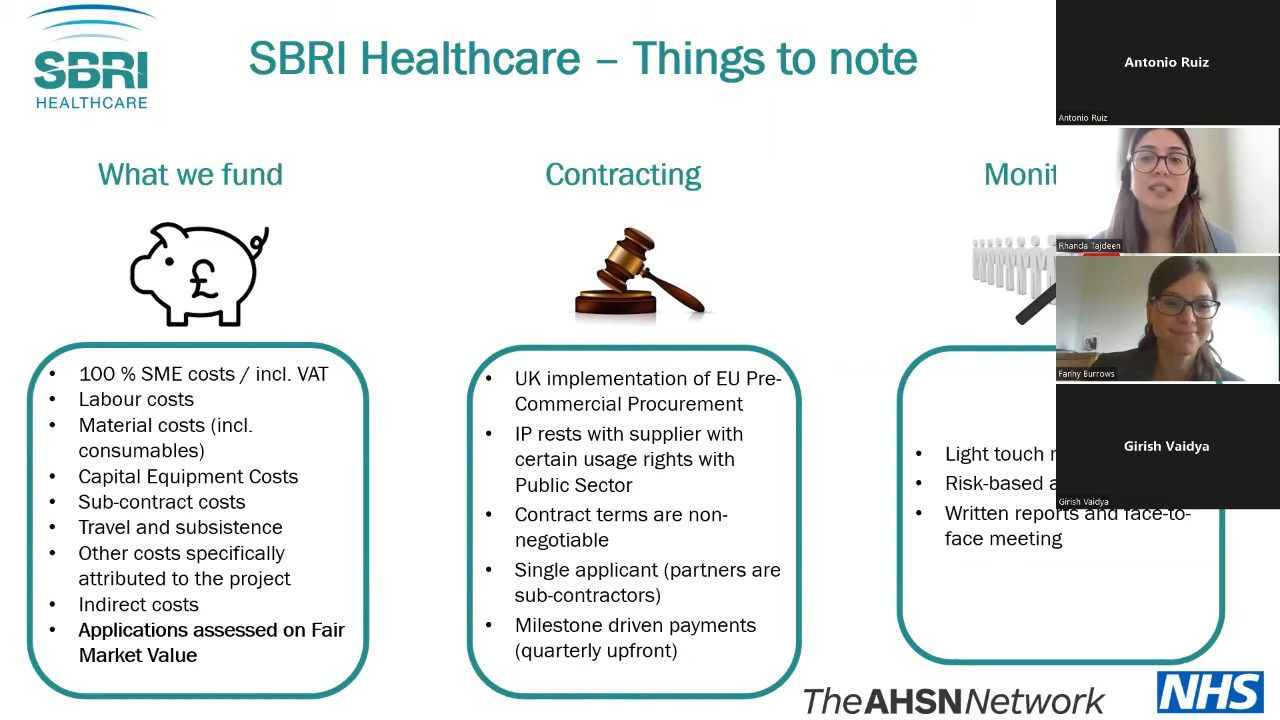 SBRI
HEALTHCARE
SBRI Healthcare – Things to note
What we fund
£
• 100 % SME costs / incl. VAT
• Labour costs
• Material costs (incl.
consumables)
• Capital Equipment Costs
• Sub-contract costs
• Travel and subsistence
• Other costs specifically
attributed to the project
• Indirect costs
• Applications assessed on Fair
Market Value
Contracting
• UK implementation of EU Pre-
Commercial Procurement
• IP rests with supplier with
certain usage rights with
Public Sector
• Contract terms are non-
negotiable
• Single applicant (partners are
sub-contractors)
• Milestone driven payments
(quarterly upfront)
• Light touch
• Risk-based
• Written reports and face-to-
face meeting
Antonio Ruiz
Antonio Ruiz
Rhanda Tajdeen
Fanny Burrows
Girish Vaidya
Girish Vaidya
TheAHSNNetwork
NHS